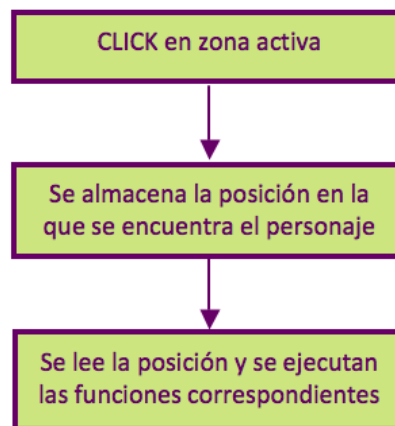 CLICK en zona activa
Se almacena la posición en la
que se encuentra el personaje
Se lee la posición y se ejecutan
las funciones correspondientes